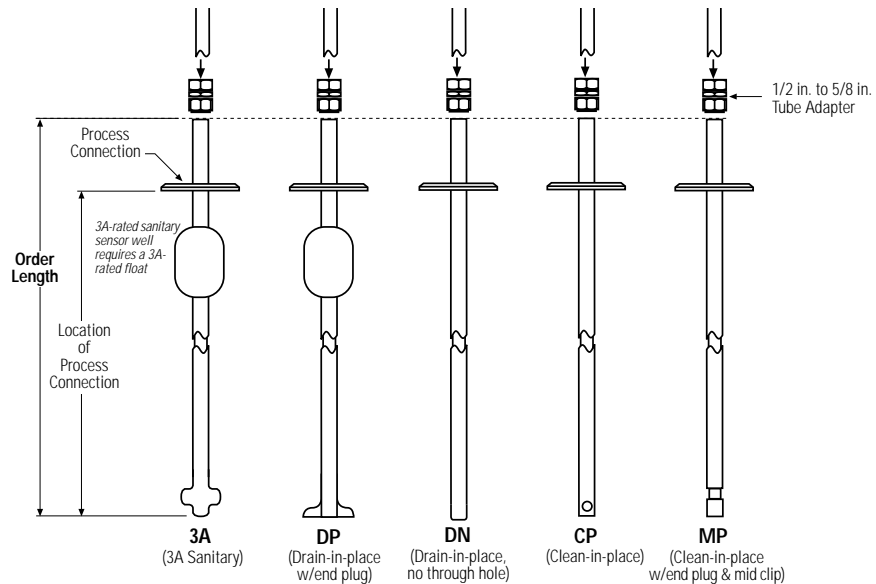 1/2 in. to 5/8 in.
Tube Adapter
Process
Connection
3A-rated sanitary
sensor well
requires a 3A-
rated float
Order
Length
Location
of
Process
Connection
3A
(3A Sanitary)
DP
(Drain-in-place
w/end plug)
DN
(Drain-in-place,
no through hole)
CP
(Clean-in-place)
MP
(Clean-in-place
w/end plug & mid clip)